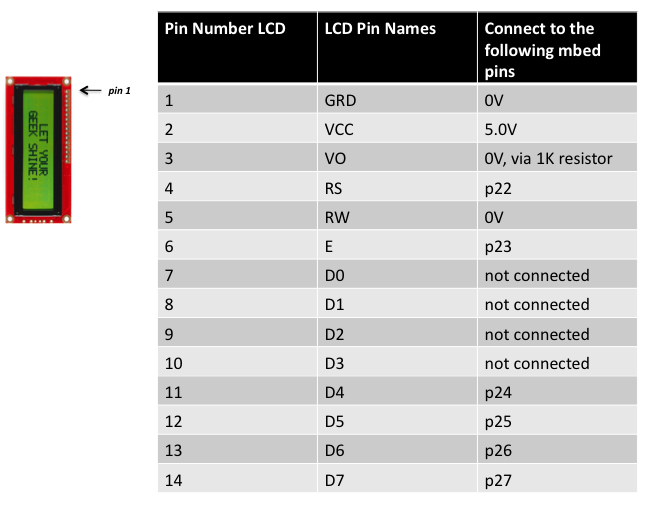 Pin Number LCD LCD Pin Names Connect to the
following mbed
pins
pin 1
LET YOUR
GEEK SHINE!
1 GRD 0V
2 VCC 5.0V
3 VO 0V, via 1K resistor
4 RS p22
5 RW 0V
6 E p23
7 D0 not connected
8 D1 not connected
9 D2 not connected
10 D3 not connected
11 D4 p24
12 D5 p25
13 D6 p26
14 D7 p27